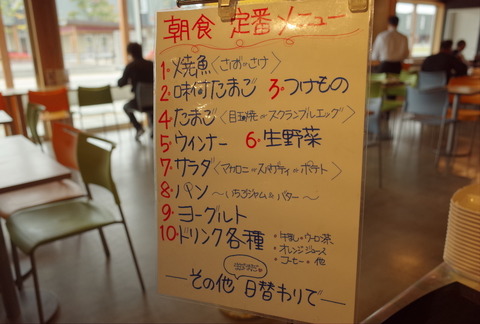 朝食 定番メニュー
1. 焼魚〈さば or さけ〉
2. 味付たまご 3. つけもの
4. たまご〈目玉焼 or スクランブルエッグ〉
5. ウインナー 6. 生野菜
7. サラダ〈マカロニ or スパゲティ or ポテト〉
8. パン 〜いちごジャム & バター〜
9. ヨーグルト
10. ドリンク各種
・牛乳・ウーロン茶
・オレンジジュース
・コーヒー・他
―その他 日替わりで―